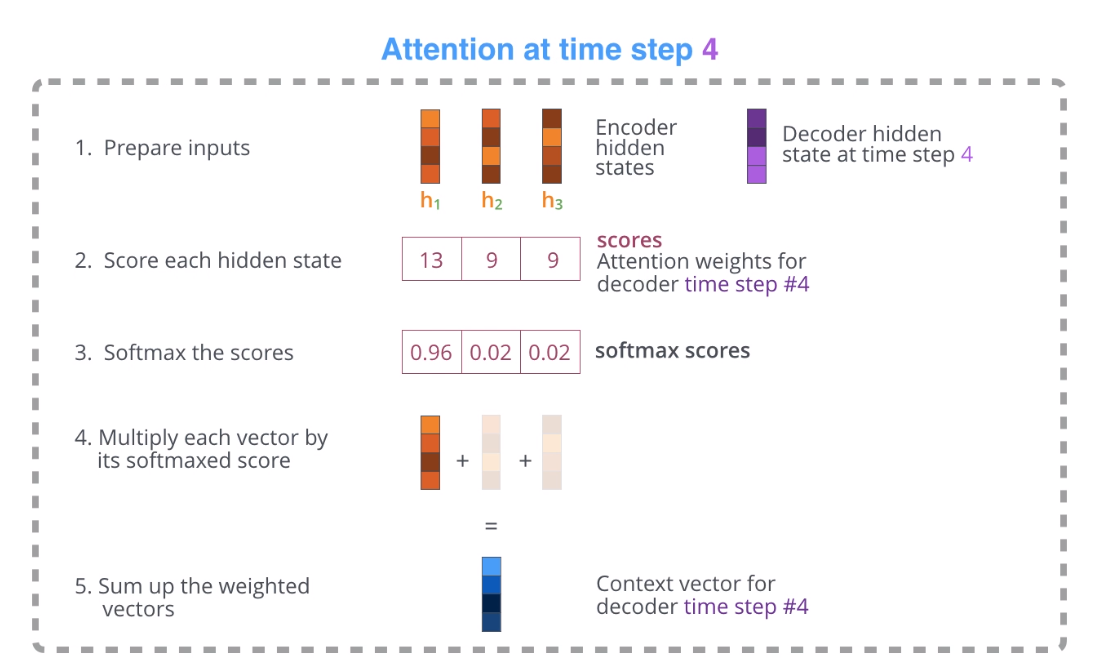 Attention at time step 4
1. Prepare inputs
h1 h2 h3
Encoder
hidden
states
Decoder hidden
state at time step 4
2. Score each hidden state
13 9 9
scores
Attention weights for
decoder time step #4
3. Softmax the scores
0.96 0.02 0.02
softmax scores
4. Multiply each vector by
its softmaxed score
+ +
=
5. Sum up the weighted
vectors
Context vector for
decoder time step #4